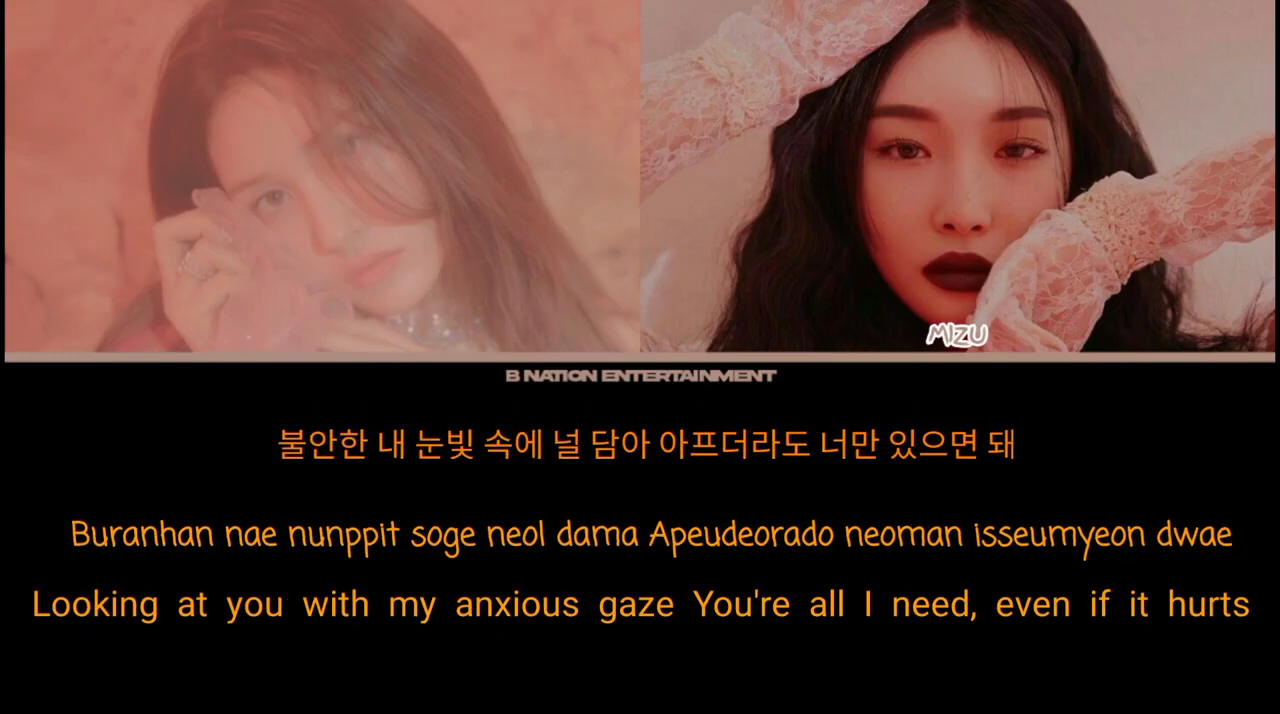 MIZU
B NATION ENTERTAINMENT
불안한 내 눈빛 속에 널 담아 아프더라도 너만 있으면 돼
Buranhan nae nunppit soge neol dama Apeudeorado neoman isseumyeon dwae
Looking at you with my anxious gaze You're all I need, even if it hurts